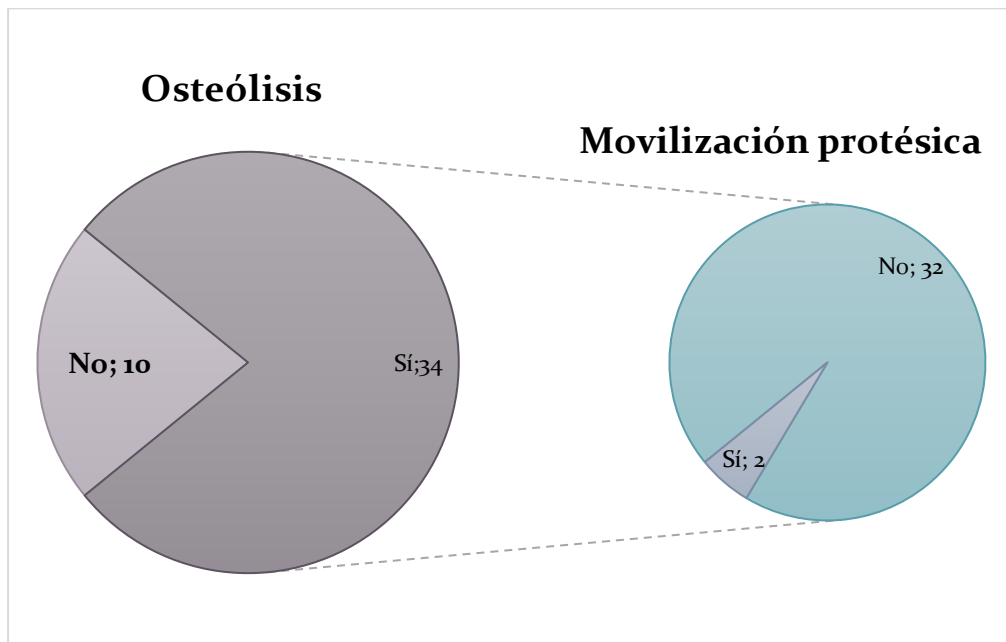 Osteólisis
Movilización protésica
No; 32
No; 10
Sí;34
Sí; 2